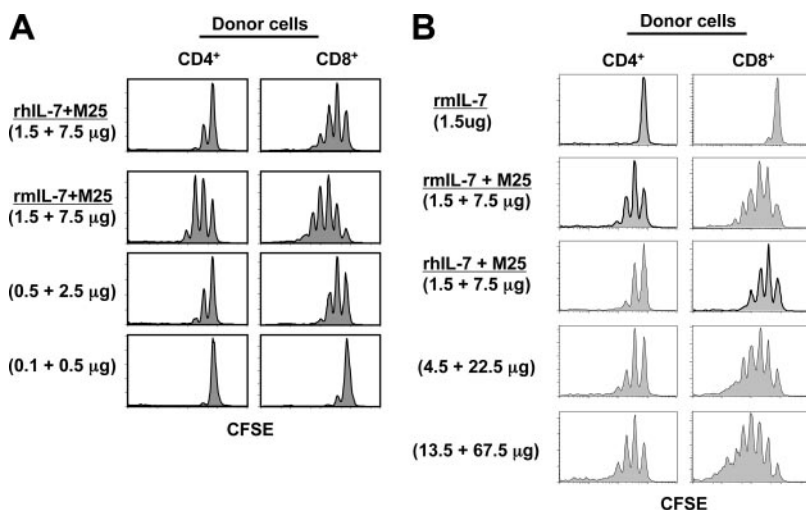 A
Donor cells
CD4+
CD8+
rhIL-7+M25
(1.5 + 7.5 µg)
rmIL-7+M25
(1.5 + 7.5 µg)
(0.5 + 2.5 µg)
(0.1 + 0.5 µg)
CFSE
B
Donor cells
CD4+
CD8+
rmIL-7
(1.5ug)
rmIL-7 + M25
(1.5 + 7.5 µg)
rhIL-7 + M25
(1.5 + 7.5 µg)
(4.5 + 22.5 µg)
(13.5 + 67.5 µg)
CFSE